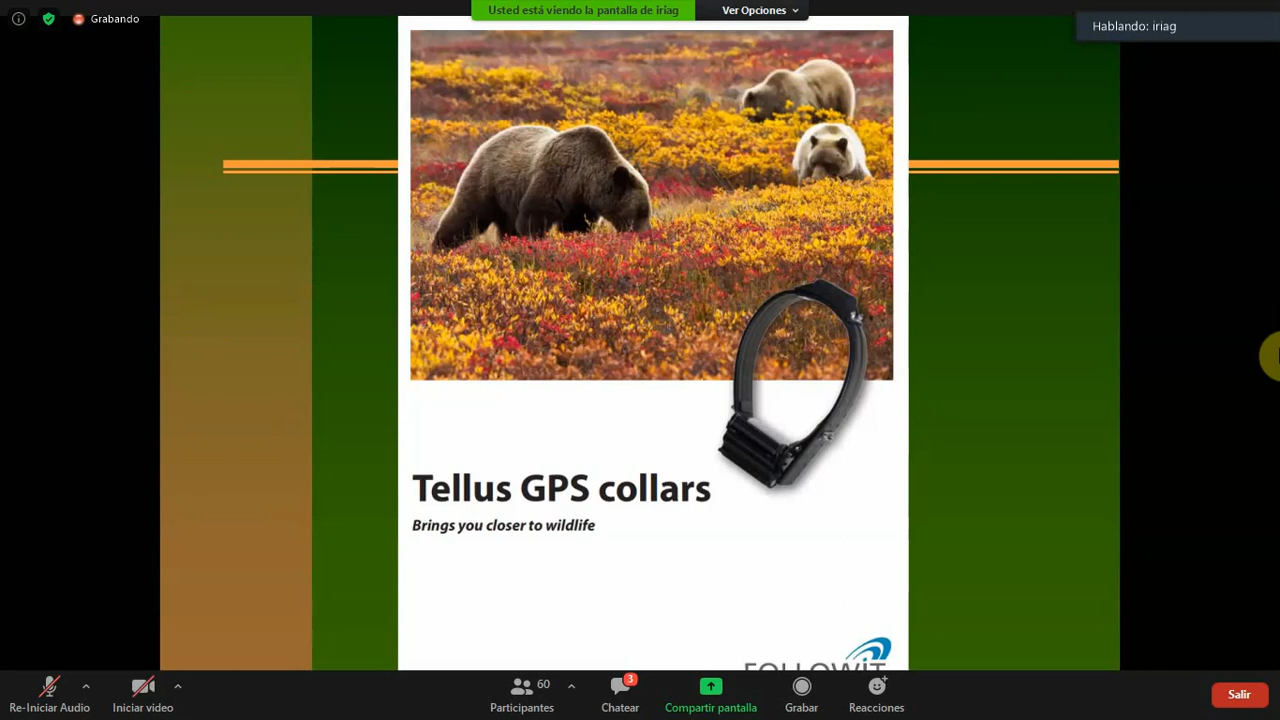 Grabando
Usted está viendo la pantalla de iriag
Ver Opciones
Hablando: iriag
Tellus GPS collars
Brings you closer to wildlife
FOLLOWIT
Re-Iniciar Audio
Iniciar video
60
Participantes
3
Chatear
Compartir pantalla
Grabar
Reacciones
Salir